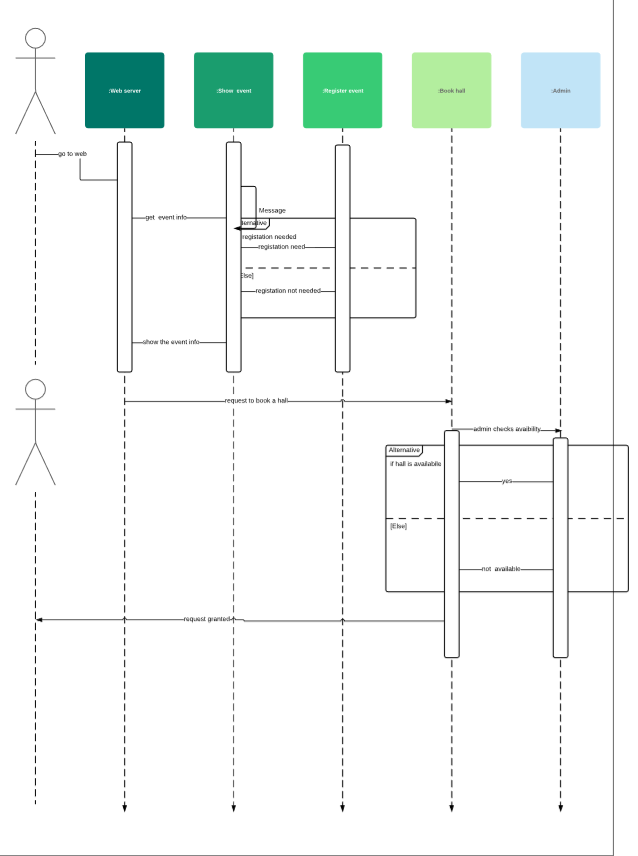 :Web server
:Show event
:Register event
:Book hall
:Admin
go to web
Message
get event info
ternative
registation needed
registation need
Else]
registation not needed
show the event info
request to book a hall
admin checks avaibility
Alternative
if hall is availabile
yes
[Else]
not available
request granted